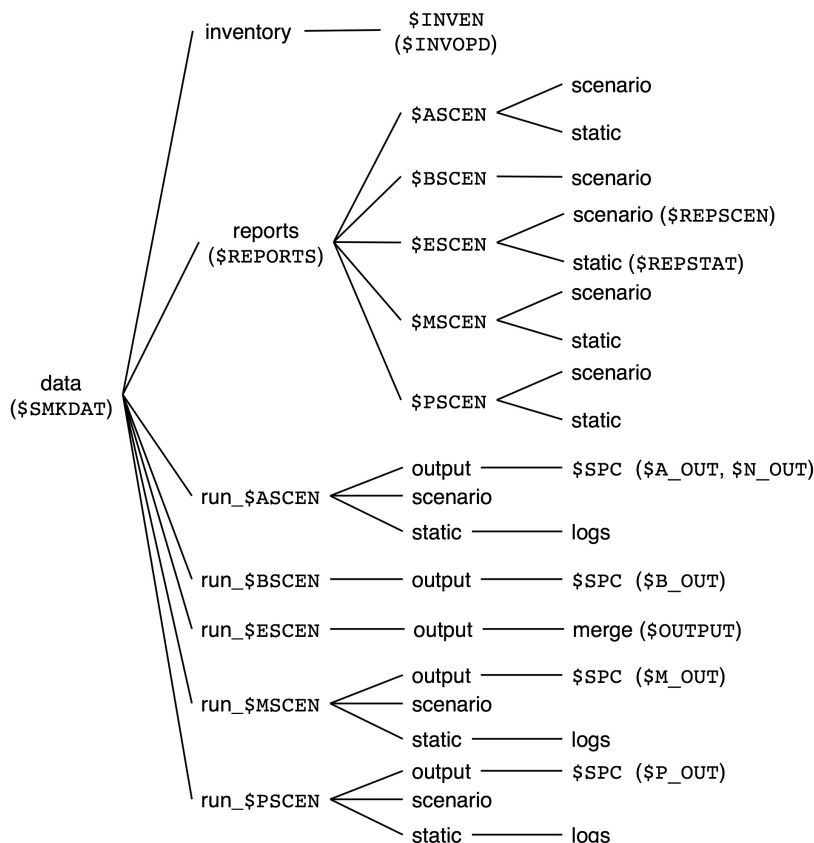 inventory
$INVEN
($INVOPD)
$ASCEN
scenario
static
$BSCEN
scenario
reports
($REPORTS)
$ESCEN
scenario ($REPSCEN)
static ($REPSTAT)
$MSCEN
scenario
static
$PSCEN
scenario
static
data
($SMKDAT)
run_$ASCEN
output
$SPC ($A_OUT, $N_OUT)
scenario
static
logs
run_$BSCEN
output
$SPC ($B_OUT)
run_$ESCEN
output
merge ($OUTPUT)
run_$MSCEN
output
$SPC ($M_OUT)
scenario
static
logs
run_$PSCEN
output
$SPC ($P_OUT)
scenario
static
logs